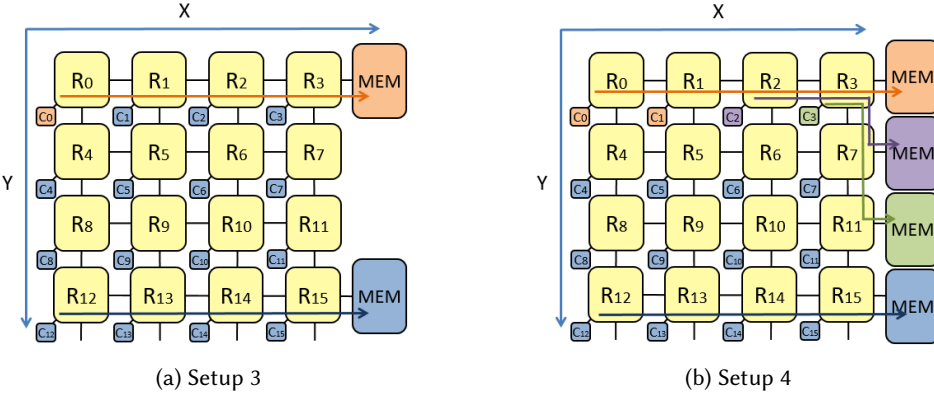 X
R0 R1 R2 R3 MEM
C0 C1 C2 C3
R4 R5 R6 R7
Y
C4 C5 C6 C7
R8 R9 R10 R11
C8 C9 C10 C11
R12 R13 R14 R15 MEM
C12 C13 C14 C15
(a) Setup 3
X
R0 R1 R2 R3 MEM
C0 C1 C2 C3
R4 R5 R6 R7 MEM
Y
C4 C5 C6 C7
R8 R9 R10 R11 MEM
C8 C9 C10 C11
R12 R13 R14 R15 MEM
C12 C13 C14 C15
(b) Setup 4